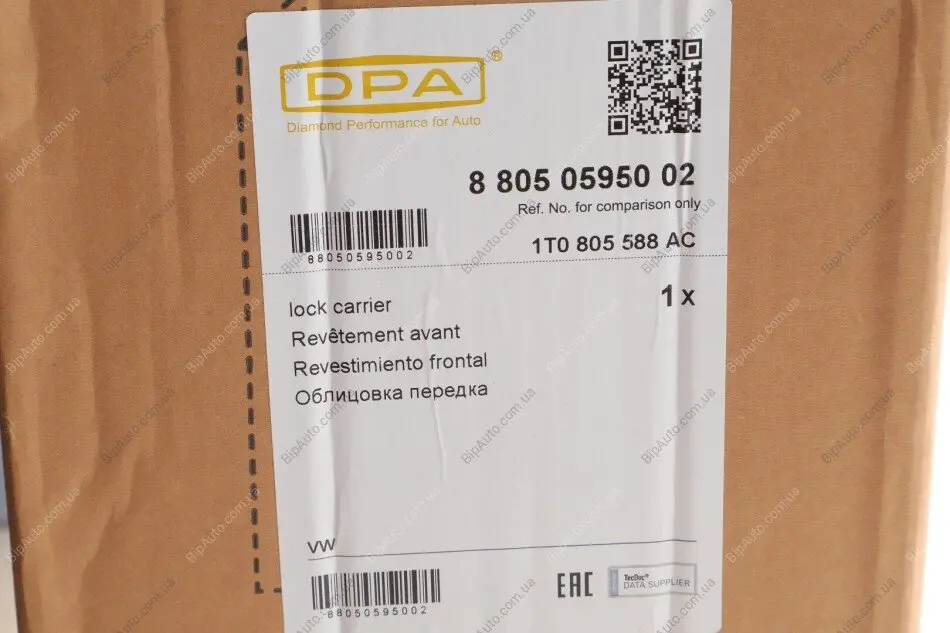 DPA®
Diamond Performance for Auto
8 805 05950 02
Ref. No. for comparison only
88050595002
1T0 805 588 AC
lock carrier
1 x
Revêtement avant
Revestimiento frontal
Облицовка передка
VW
88050595002
EAC
TecDoc®
DATA SUPPLIER
BipAuto.com.ua